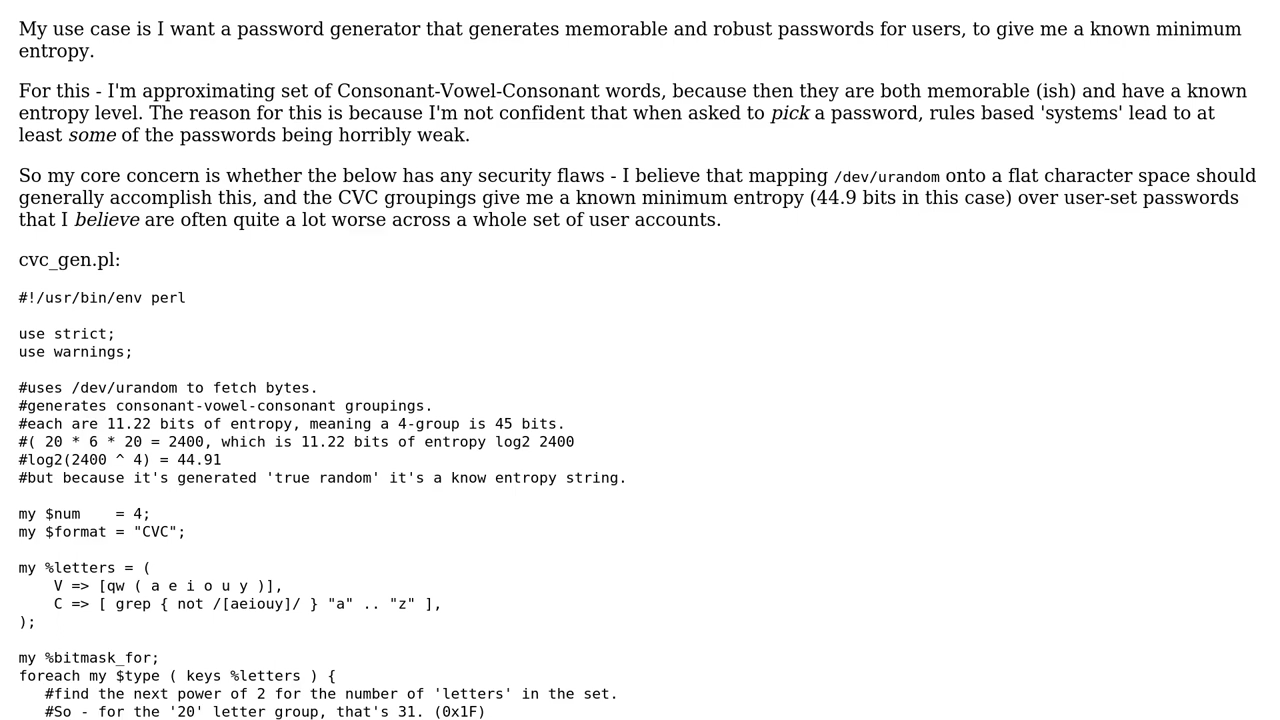 My use case is I want a password generator that generates memorable and robust passwords for users, to give me a known minimum
entropy.
For this - I'm approximating set of Consonant-Vowel-Consonant words, because then they are both memorable (ish) and have a known
entropy level. The reason for this is because I'm not confident that when asked to pick a password, rules based 'systems' lead to at
least some of the passwords being horribly weak.
So my core concern is whether the below has any security flaws - I believe that mapping /dev/urandom onto a flat character space should
generally accomplish this, and the CVC groupings give me a known minimum entropy (44.9 bits in this case) over user-set passwords
that I believe are often quite a lot worse across a whole set of user accounts.
cvc_gen.pl:
#!/usr/bin/env perl
use strict;
use warnings;
#uses /dev/urandom to fetch bytes.
#generates consonant-vowel-consonant groupings.
#each are 11.22 bits of entropy, meaning a 4-group is 45 bits.
#( 20 * 6 * 20 = 2400, which is 11.22 bits of entropy log2 2400
#log2(2400 ^ 4) = 44.91
#but because it's generated 'true random' it's a know entropy string.
my $num    = 4;
my $format = "CVC";
my %letters = (
    V => [qw ( a e i o u y )],
    C => [ grep { not /[aeiouy]/ } "a" .. "z" ],
);
my %bitmask_for;
foreach my $type ( keys %letters ) {
   #find the next power of 2 for the number of 'letters' in the set.
   #So - for the '20' letter group, that's 31. (0x1F)